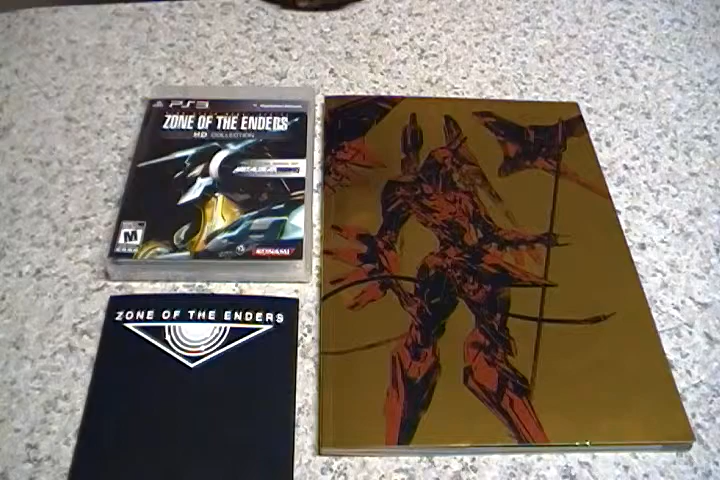 PS3
ZONE OF THE ENDERS
HD COLLECTION
M
KONAMI
ZONE OF THE ENDERS